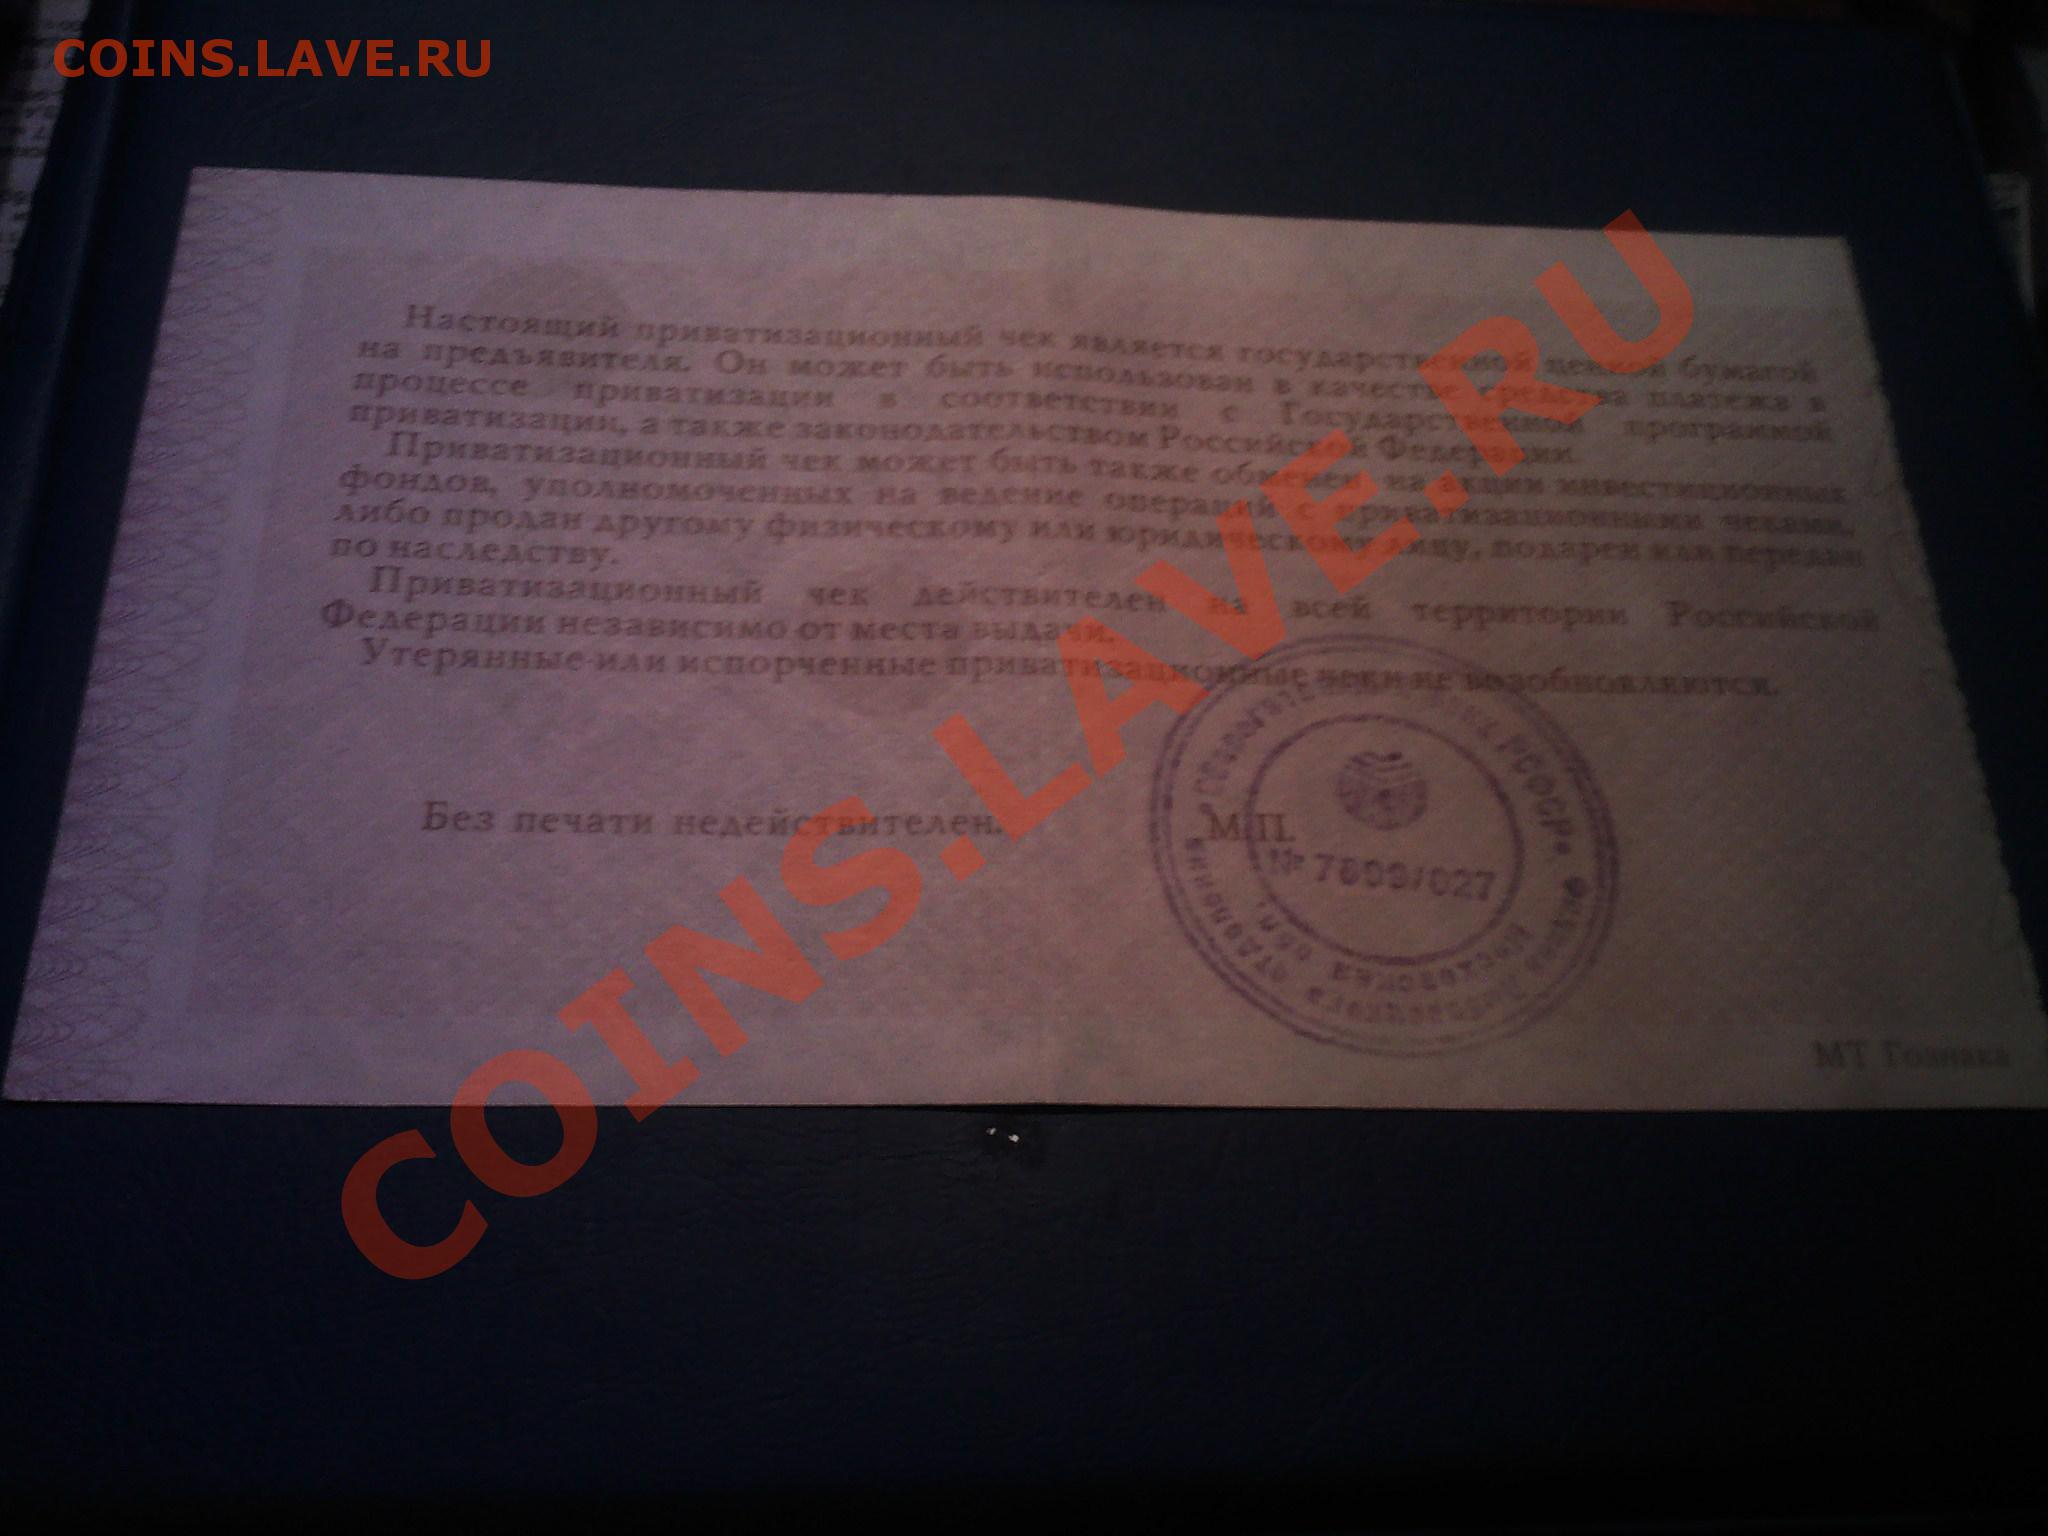 COINS.LAVE.RU
Настоящий приватизационный чек является государственной ценной бумагой
на предъявителя. Он может быть использован в качестве средства платежа в
процессе приватизации в соответствии с Государственной программой
приватизации, а также законодательством Российской Федерации.
Приватизационный чек может быть также обменен на акции инвестиционных
фондов, уполномоченных на ведение операций с приватизационными чеками,
либо продан другому физическому или юридическому лицу, подарен или передан
по наследству.
Приватизационный чек действителен на всей территории Российской
Федерации независимо от места выдачи.
Утерянные или испорченные приватизационные чеки не возобновляются.
Без печати недействителен.
М.П.
МТ Гознака
COINS.LAVE.RU
РСФСР
Московская обл.
отделения